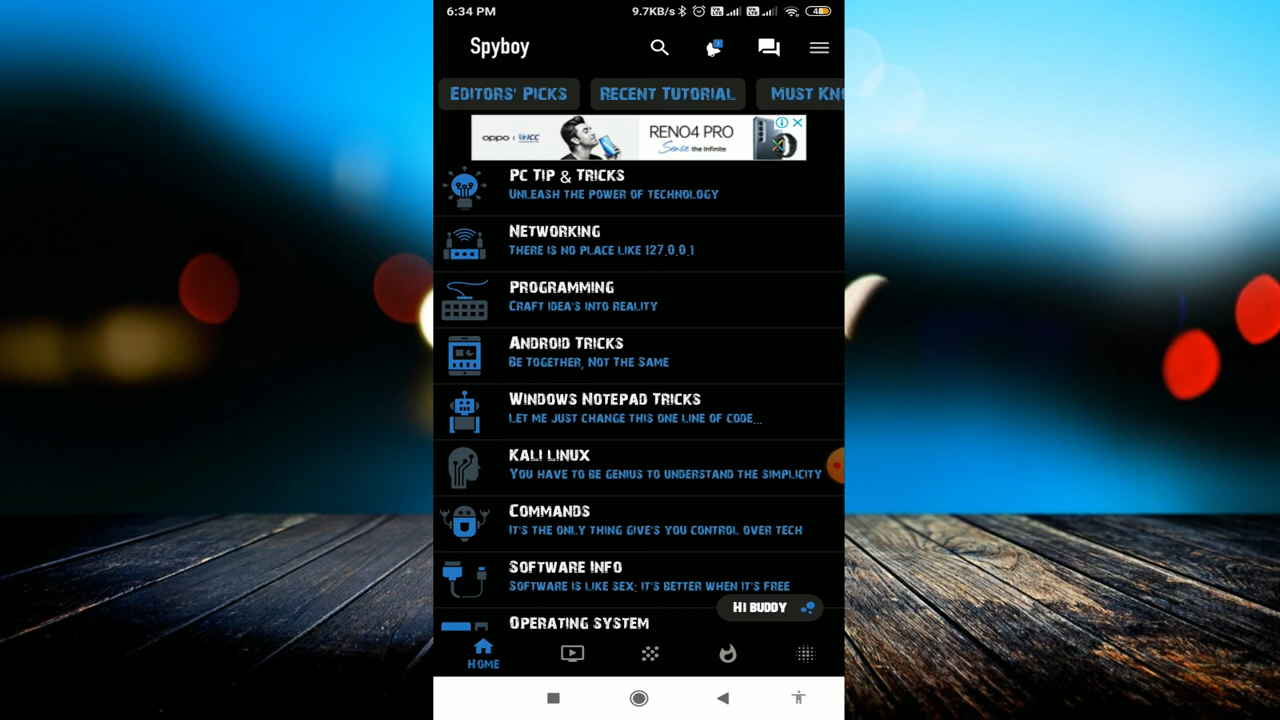 6:34 PM 9.7KB/s 48
Spyboy
EDITORS' PICKS RECENT TUTORIAL MUST KN
OPPO ICC RENO4 PRO
Sense the Infinite
PC TIP & TRICKS
UNLEASH THE POWER OF TECHNOLOGY
NETWORKING
THERE IS NO PLACE LIKE 127.0.0.1
PROGRAMMING
CRAFT IDEA'S INTO REALITY
ANDROID TRICKS
BE TOGETHER, NOT THE SAME
WINDOWS NOTEPAD TRICKS
LET ME JUST CHANGE THIS ONE LINE OF CODE...
KALI LINUX
YOU HAVE TO BE GENIUS TO UNDERSTAND THE SIMPLICITY
COMMANDS
IT'S THE ONLY THING GIVE'S YOU CONTROL OVER TECH
SOFTWARE INFO
SOFTWARE IS LIKE SEX: IT'S BETTER WHEN IT'S FREE
HI BUDDY
OPERATING SYSTEM
HOME